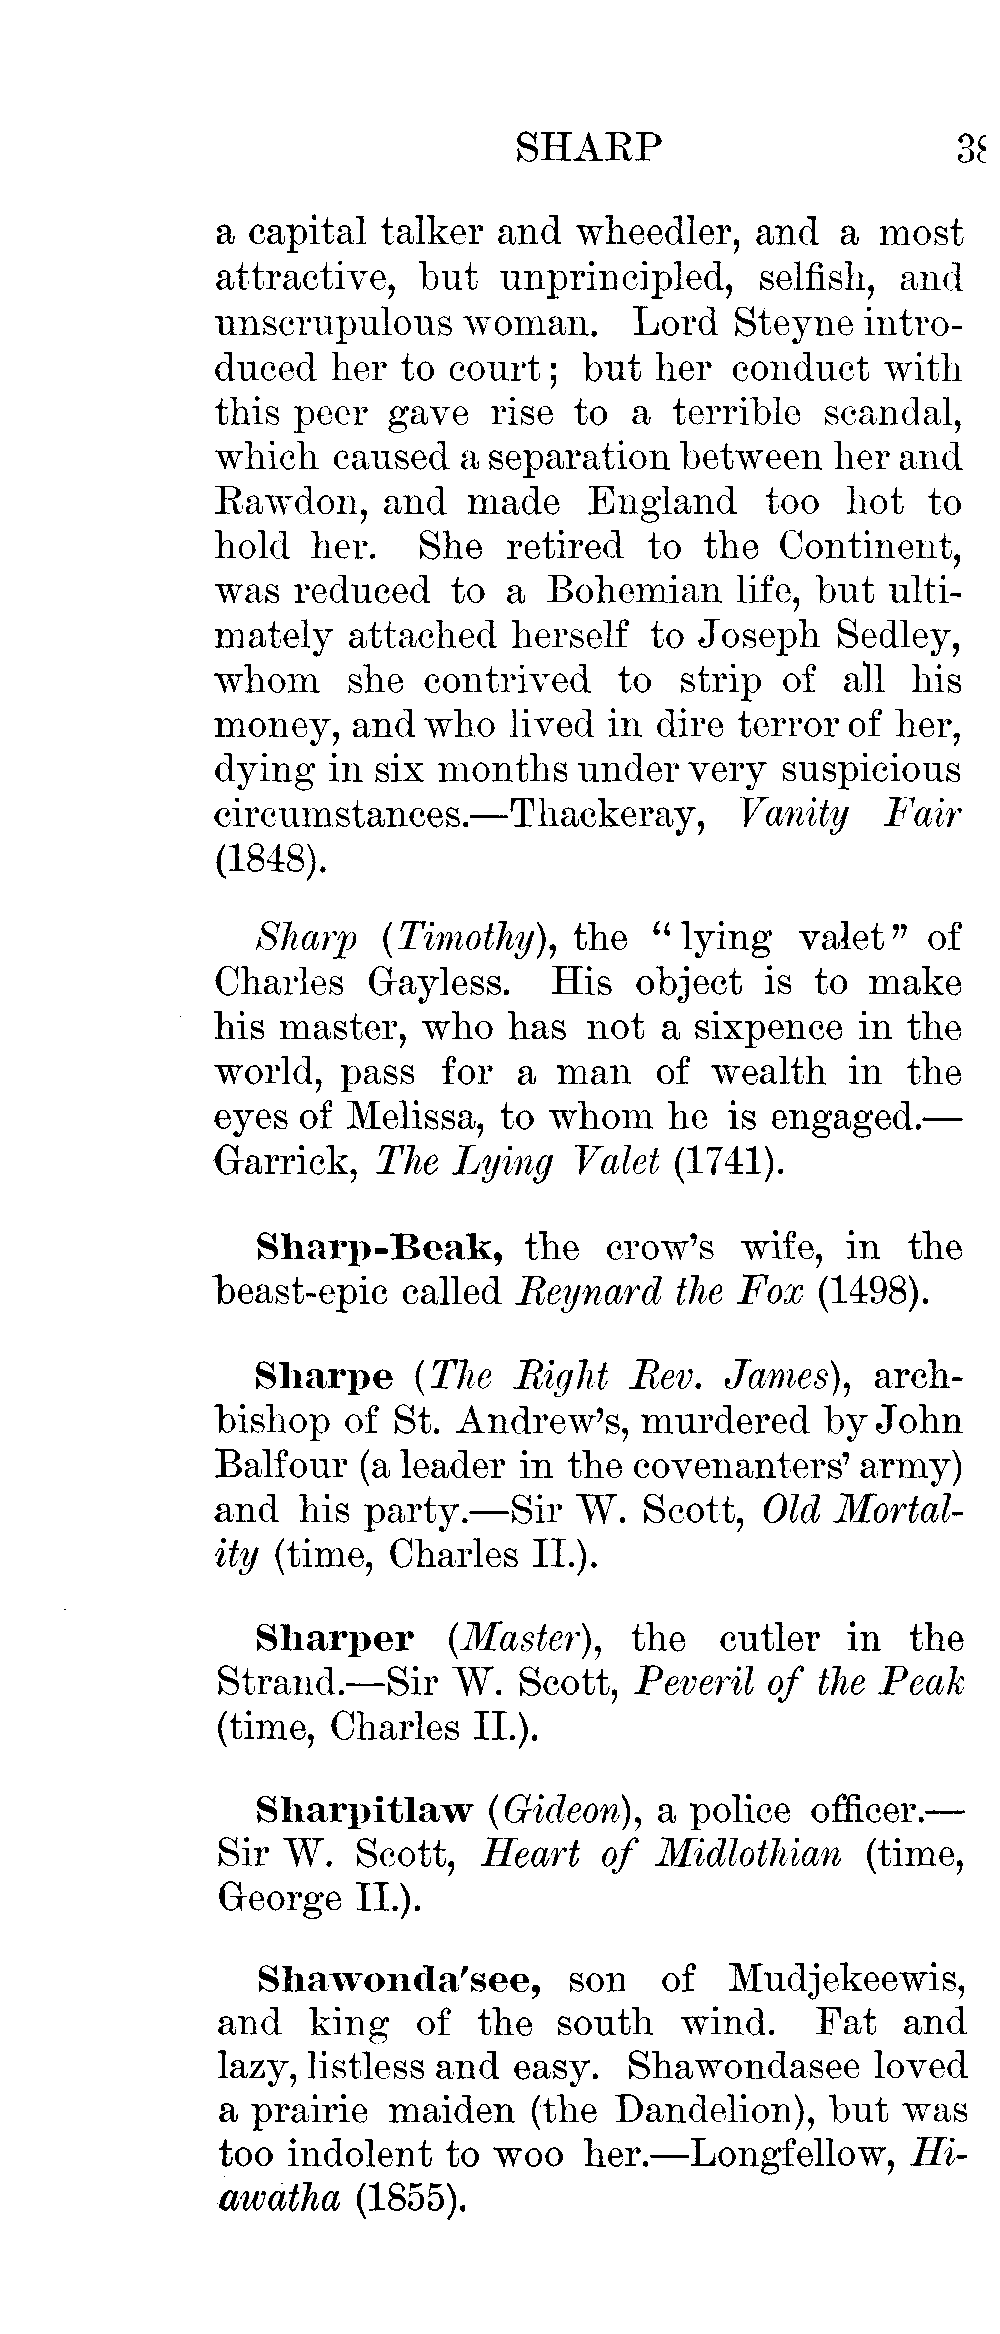 SHARP
a capital talker and wheedler, and a most
attractive, but unprincipled, selfish, and
unscrupulous woman. Lord Steyne intro-
duced her to court; but her conduct with
this peer gave rise to a terrible scandal,
which caused a separation between her and
Rawdon, and made England too hot to
hold her. She retired to the Continent,
was reduced to a Bohemian life, but ulti-
mately attached herself to Joseph Sedley,
whom she contrived to strip of all his
money, and who lived in dire terror of her,
dying in six months under very suspicious
circumstances.—Thackeray, Vanity Fair
(1848).
Sharp (Timothy), the "lying valet" of
Charles Gayless. His object is to make
his master, who has not a sixpence in the
world, pass for a man of wealth in the
eyes of Melissa, to whom he is engaged.—
Garrick, The Lying Valet (1741).
Sharp-Beak, the crow's wife, in the
beast-epic called Reynard the Fox (1498).
Sharpe (The Right Rev. James), arch-
bishop of St. Andrew's, murdered by John
Balfour (a leader in the covenanters' army)
and his party.—Sir W. Scott, Old Mortal-
ity (time, Charles II.).
Sharper (Master), the cutler in the
Strand.—Sir W. Scott, Peveril of the Peak
(time, Charles II.).
Sharpitlaw (Gideon), a police officer.—
Sir W. Scott, Heart of Midlothian (time,
George II.).
Shawonda'see, son of Mudjekeewis,
and king of the south wind. Fat and
lazy, listless and easy. Shawondasee loved
a prairie maiden (the Dandelion), but was
too indolent to woo her.—Longfellow, Hi-
awatha (1855).